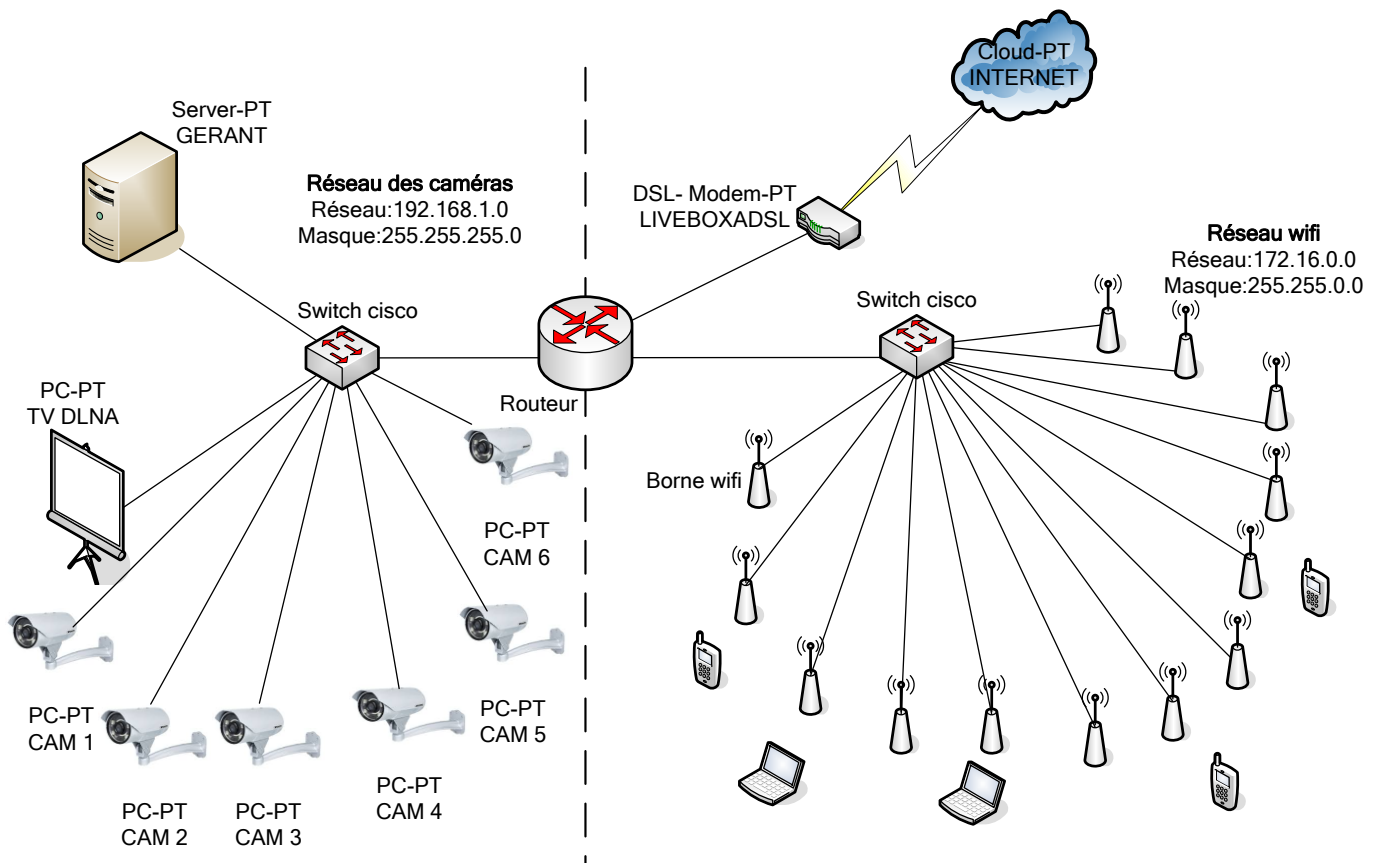 Cloud-PT
INTERNET
Server-PT
GERANT
Réseau des caméras
Réseau:192.168.1.0
Masque:255.255.255.0
DSL- Modem-PT
LIVEBOXADSL
Réseau wifi
Réseau:172.16.0.0
Masque:255.255.0.0
Switch cisco
Switch cisco
PC-PT
TV DLNA
Routeur
Borne wifi
PC-PT
CAM 6
PC-PT
CAM 1
PC-PT
CAM 5
PC-PT
CAM 4
PC-PT
CAM 2
PC-PT
CAM 3